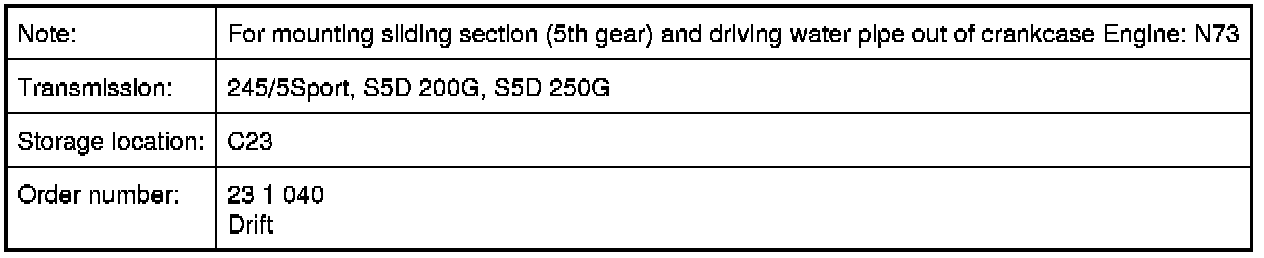 Note: For mounting sliding section (5th gear) and driving water pipe out of crankcase Engine: N73
Transmission: 245/5Sport, S5D 200G, S5D 250G
Storage location: C23
Order number: 23 1 040
Drift